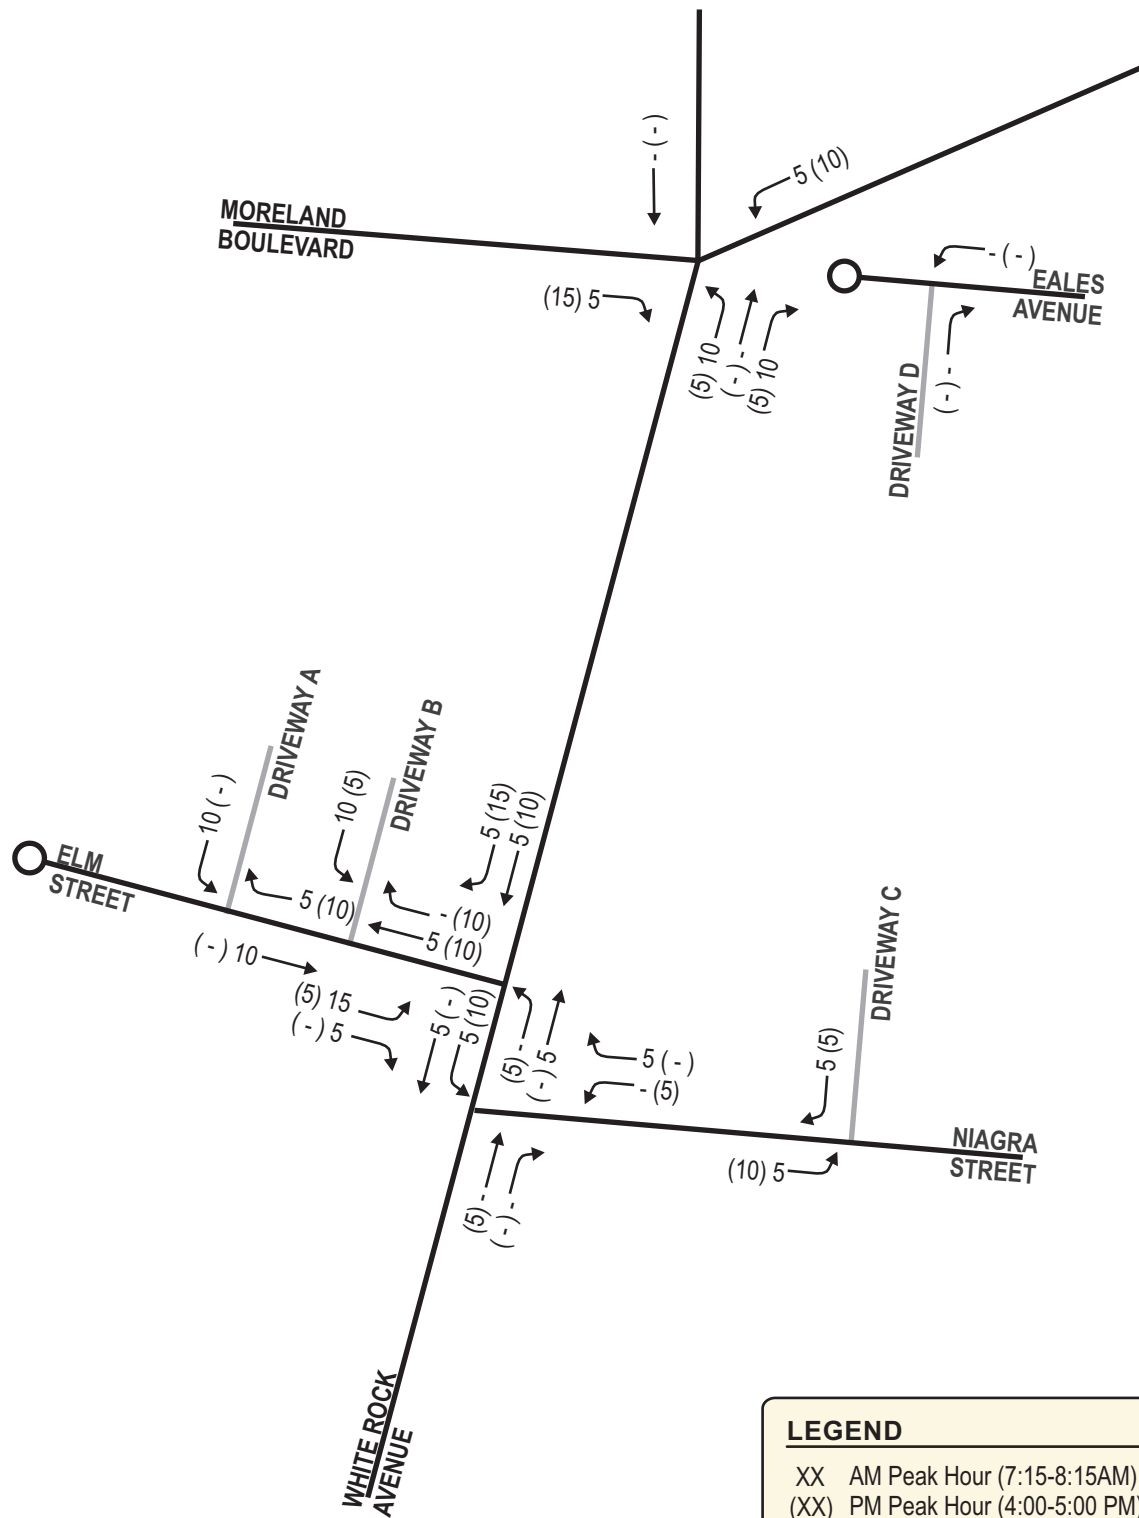 - ( - )
5 (10)
MORELAND
BOULEVARD
- ( - )
EALES
AVENUE
(15) 5
(5) 10
( - ) -
(5) 10
DRIVEWAY D
( - ) -
DRIVEWAY A
DRIVEWAY B
10 ( - )
10 (5)
5 (15)
5 (10)
ELM
STREET
5 (10)
- (10)
5 (10)
( - ) 10
(5) 15
( - ) 5
5 ( - )
5 (10)
(5) -
( - ) 5
5 ( - )
- (5)
DRIVEWAY C
5 (5)
NIAGRA
STREET
(10) 5
(5) -
( - ) -
WHITE ROCK
AVENUE
LEGEND
XX AM Peak Hour (7:15-8:15AM)
(XX) PM Peak Hour (4:00-5:00 PM)